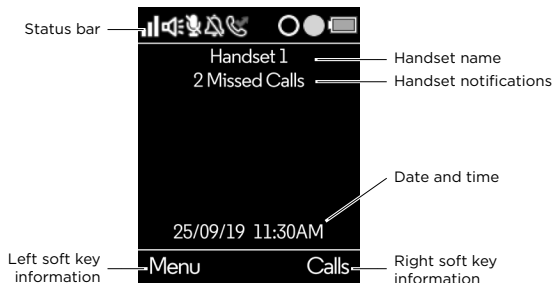 Status bar
Handset 1
Handset name
2 Missed Calls
Handset notifications
Date and time
25/09/19 11:30AM
Left soft key
information
Menu
Calls
Right soft key
information